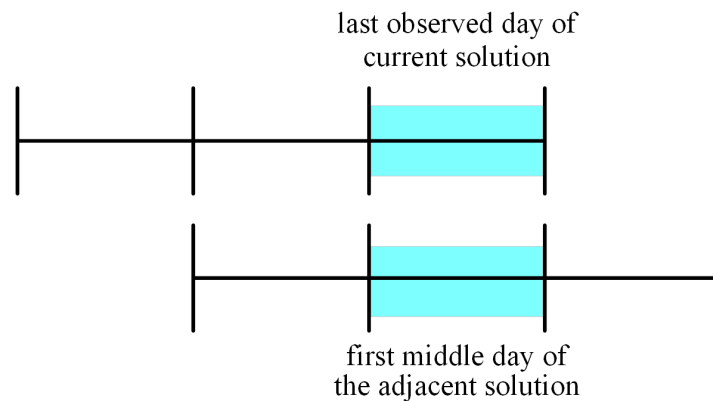 last observed day of
current solution
first middle day of
the adjacent solution